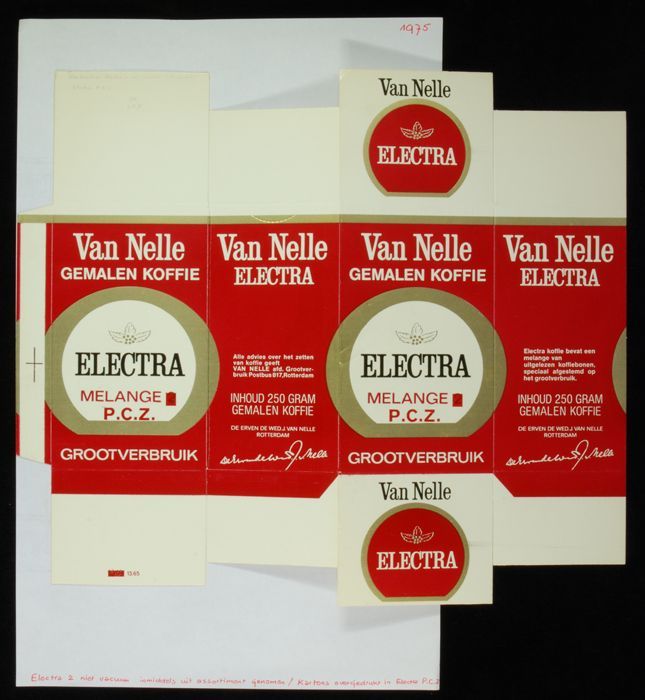 1975
Van Nelle
ELECTRA
Van Nelle
GEMALEN KOFFIE
ELECTRA
MELANGE 2
P.C.Z.
GROOTVERBRUIK
13.65
Van Nelle
ELECTRA
Alle advies over het zetten
van koffie geeft
VAN NELLE afd. Grootver-
bruik Postbus 817, Rotterdam
INHOUD 250 GRAM
GEMALEN KOFFIE
DE ERVEN DE WED. J. VAN NELLE
ROTTERDAM
Van Nelle
GEMALEN KOFFIE
ELECTRA
MELANGE 2
P.C.Z.
GROOTVERBRUIK
Van Nelle
ELECTRA
Van Nelle
ELECTRA
Electra koffie bevat een
melange van
uitgelezen koffiebonen,
speciaal afgestemd op
het grootverbruik.
INHOUD 250 GRAM
GEMALEN KOFFIE
DE ERVEN DE WED. J. VAN NELLE
ROTTERDAM
Electra 2 niet vacuum inmiddels uit assortiment genomen / Kartons overgedrukt in Electra P.C.Z